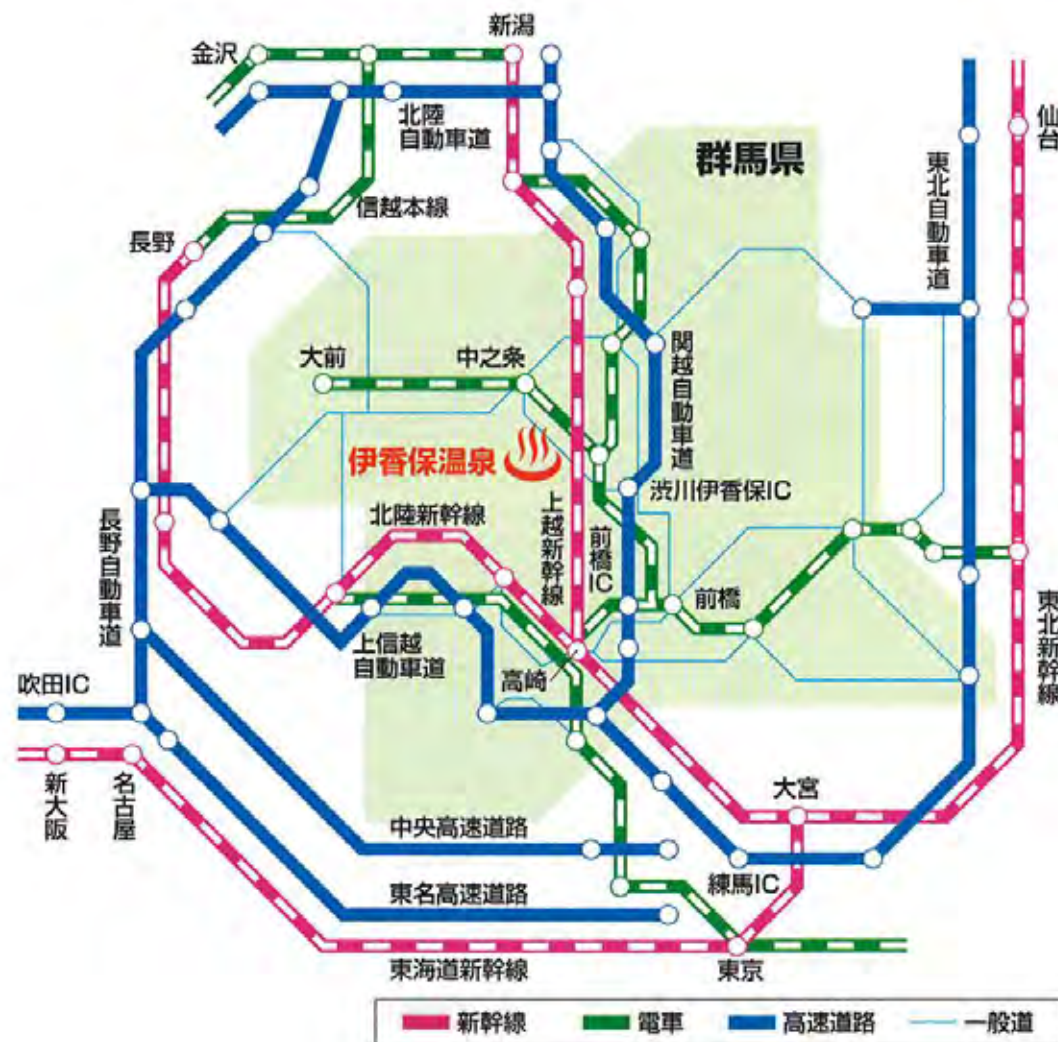 新潟
金沢
北陸
自動車道
仙台
群馬県
東北自動車道
信越本線
長野
関越自動車道
大前
中之条
伊香保温泉
渋川伊香保IC
上越新幹線
北陸新幹線
長野自動車道
前橋IC
前橋
東北新幹線
上信越
自動車道
高崎
吹田IC
新大阪
名古屋
大宮
中央高速道路
練馬IC
東名高速道路
東海道新幹線
東京
新幹線
電車
高速道路
一般道